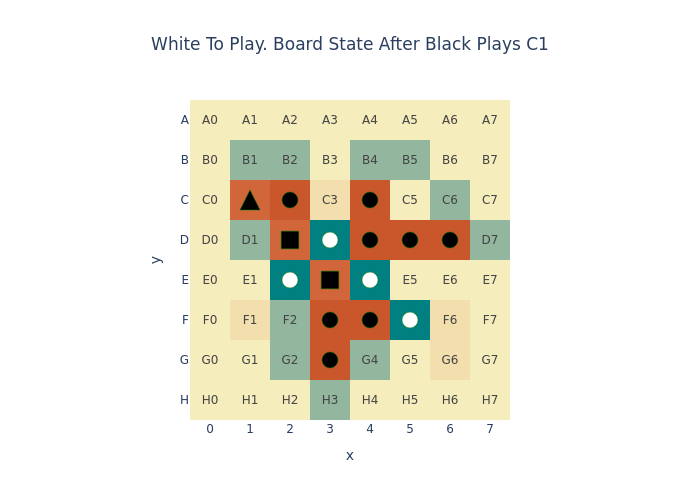 White To Play. Board State After Black Plays C1
A A0 A1 A2 A3 A4 A5 A6 A7
B B0 B1 B2 B3 B4 B5 B6 B7
C C0 C3 C5 C6 C7
D D0 D1 D7
E E0 E1 E5 E6 E7
F F0 F1 F2 F6 F7
G G0 G1 G2 G4 G5 G6 G7
H H0 H1 H2 H3 H4 H5 H6 H7
0 1 2 3 4 5 6 7
x
y